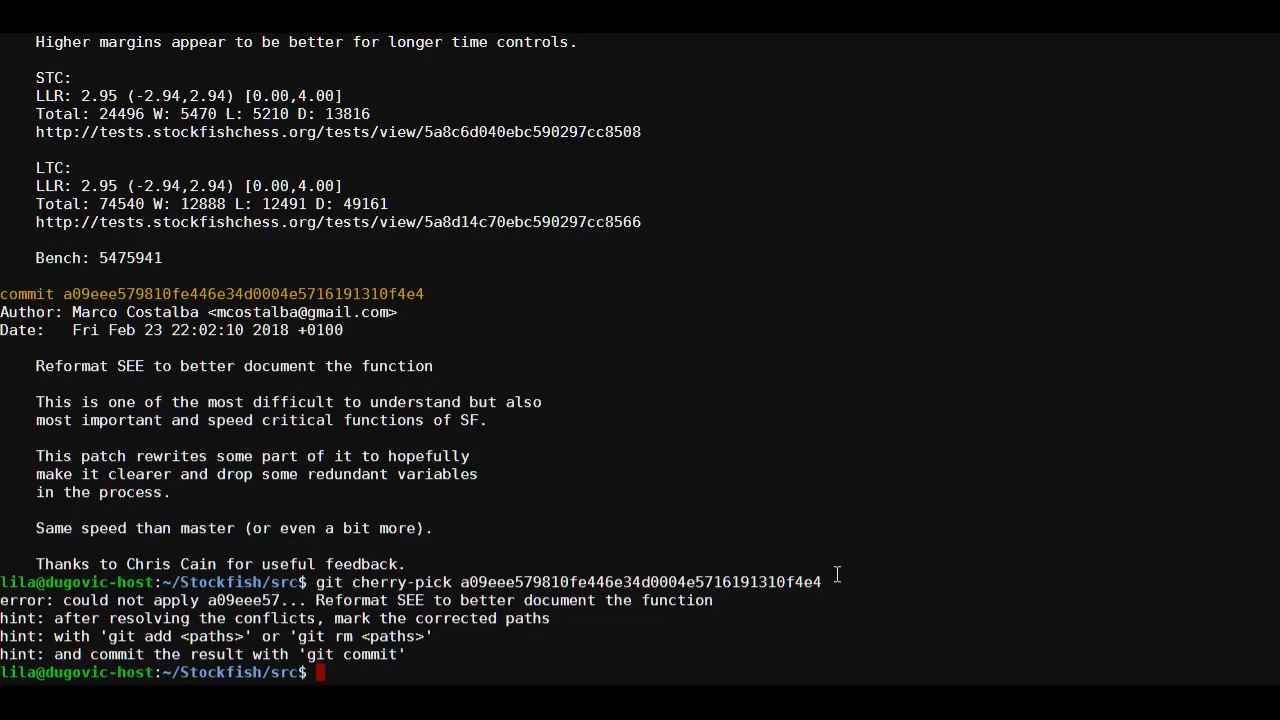 Higher margins appear to be better for longer time controls.
STC:
LLR: 2.95 (-2.94,2.94) [0.00,4.00]
Total: 24496 W: 5470 L: 5210 D: 13816
http://tests.stockfishchess.org/tests/view/5a8c6d040ebc590297cc8508
LTC:
LLR: 2.95 (-2.94,2.94) [0.00,4.00]
Total: 74540 W: 12888 L: 12491 D: 49161
http://tests.stockfishchess.org/tests/view/5a8d14c70ebc590297cc8566
Bench: 5475941
commit a09eee579810fe446e34d0004e5716191310f4e4
Author: Marco Costalba <mcostalba@gmail.com>
Date:   Fri Feb 23 22:02:10 2018 +0100
Reformat SEE to better document the function
This is one of the most difficult to understand but also
most important and speed critical functions of SF.
This patch rewrites some part of it to hopefully
make it clearer and drop some redundant variables
in the process.
Same speed than master (or even a bit more).
Thanks to Chris Cain for useful feedback.
lila@dugovic-host:~/Stockfish/src$ git cherry-pick a09eee579810fe446e34d0004e5716191310f4e4
error: could not apply a09eee57... Reformat SEE to better document the function
hint: after resolving the conflicts, mark the corrected paths
hint: with 'git add <paths>' or 'git rm <paths>'
hint: and commit the result with 'git commit'
lila@dugovic-host:~/Stockfish/src$